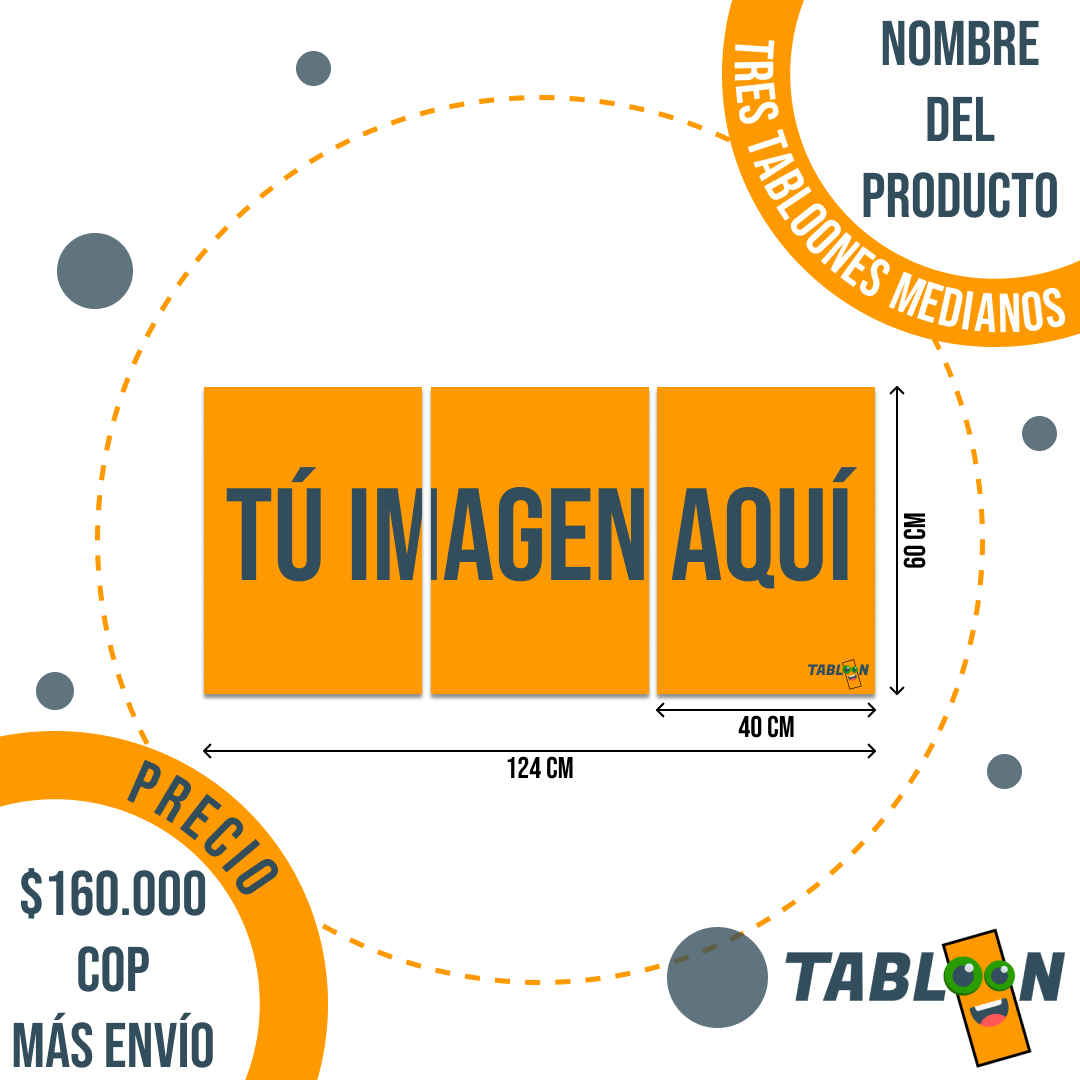 NOMBRE
DEL
PRODUCTO
TRES TABLOONES MEDIANOS
TÚ IMAGEN AQUÍ
TABLOON
60 CM
40 CM
124 CM
PRECIO
$160.000
COP
MÁS ENVÍO
TABLOON